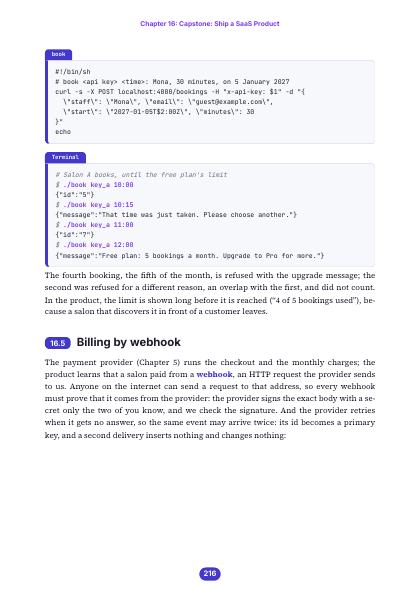 Chapter 16: Capstone: Ship a SaaS Product
book
#!/bin/sh
# book <api key> <time>: Mona, 30 minutes, on 5 January 2027
curl -s -X POST localhost:4000/bookings -H "x-api-key: $1" -d "{
\"staff\": \"Mona\", \"email\": \"guest@example.com\",
\"start\": \"2027-01-05T$2:00Z\", \"minutes\": 30
}"
echo
Terminal
# Salon A books, until the free plan's limit
$ ./book key_a 10:00
{"id":"5"}
$ ./book key_a 10:15
{"message":"That time was just taken. Please choose another."}
$ ./book key_a 11:00
{"id":"7"}
$ ./book key_a 12:00
{"message":"Free plan: 5 bookings a month. Upgrade to Pro for more."}
The fourth booking, the fifth of the month, is refused with the upgrade message; the
second was refused for a different reason, an overlap with the first, and did not count.
In the product, the limit is shown long before it is reached (“4 of 5 bookings used”), be-
cause a salon that discovers it in front of a customer leaves.
16.5 Billing by webhook
The payment provider (Chapter 5) runs the checkout and the monthly charges; the
product learns that a salon paid from a webhook, an HTTP request the provider sends
to us. Anyone on the internet can send a request to that address, so every webhook
must prove that it comes from the provider: the provider signs the exact body with a se-
cret only the two of you know, and we check the signature. And the provider retries
when it gets no answer, so the same event may arrive twice: its id becomes a primary
key, and a second delivery inserts nothing and changes nothing:
216